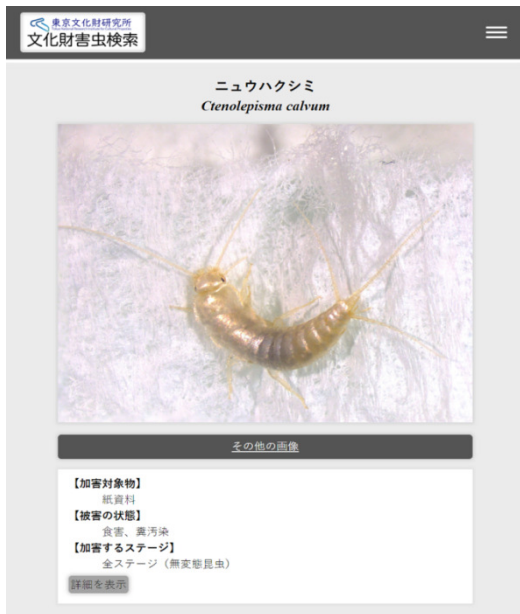 東京文化財研究所
文化財害虫検索
ニュウハクシミ
Ctenolepisma calvum
その他の画像
【加害対象物】
紙資料
【被害の状態】
食害、糞汚染
【加害するステージ】
全ステージ（無変態昆虫）
詳細を表示